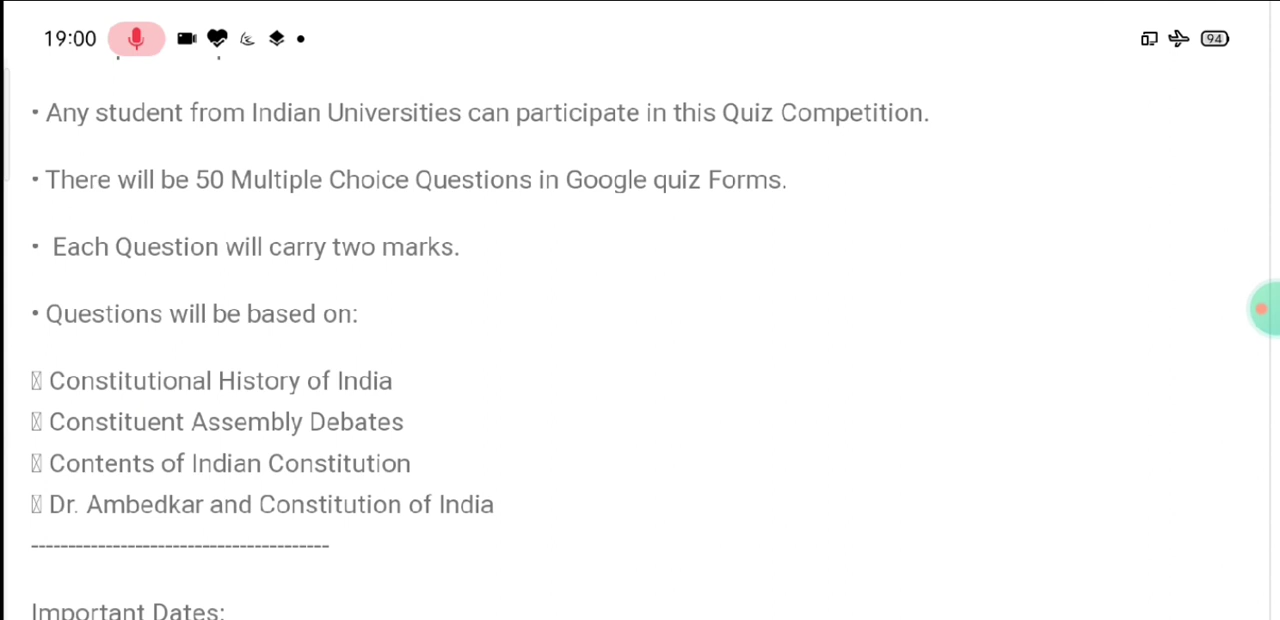 19:00
94
• Any student from Indian Universities can participate in this Quiz Competition.
• There will be 50 Multiple Choice Questions in Google quiz Forms.
• Each Question will carry two marks.
• Questions will be based on:
Constitutional History of India
Constituent Assembly Debates
Contents of Indian Constitution
Dr. Ambedkar and Constitution of India
----------------------------------------
Important Dates: